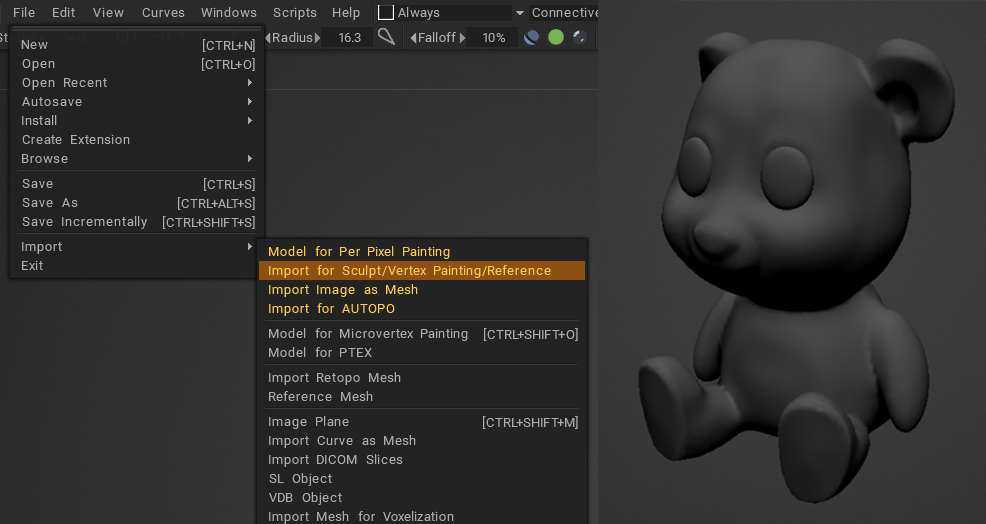 File Edit View Curves Windows Scripts Help Always Connective
Radius 16.3 Falloff 10%
New [CTRL+N]
Open [CTRL+O]
Open Recent
Autosave
Install
Create Extension
Browse
Save [CTRL+S]
Save As [CTRL+ALT+S]
Save Incrementally [CTRL+SHIFT+S]
Import
Exit
Model for Per Pixel Painting
Import for Sculpt/Vertex Painting/Reference
Import Image as Mesh
Import for AUTOPO
Model for Microvertex Painting [CTRL+SHIFT+O]
Model for PTEX
Import Retopo Mesh
Reference Mesh
Image Plane [CTRL+SHIFT+M]
Import Curve as Mesh
Import DICOM Slices
SL Object
VDB Object
Import Mesh for Voxelization